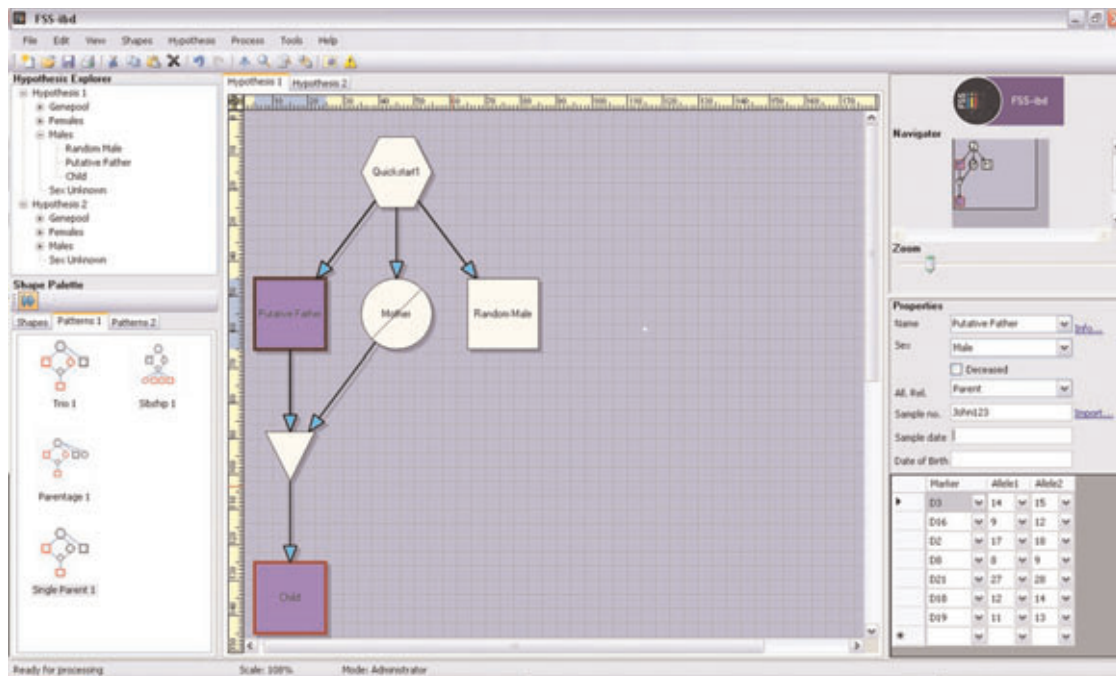 FSS-ibd
File Edit View Shapes Hypothesis Process Tools Help
Hypothesis Explorer
Hypothesis 1
Genepool
Females
Males
Random Male
Putative Father
Child
Sex Unknown
Hypothesis 2
Genepool
Females
Males
Sex Unknown
Shape Palette
Shapes Patterns 1 Patterns 2
Trio 1 Sibship 1
Parentage 1
Single Parent 1
Hypothesis 1 Hypothesis 2
Quickstart1
Putative Father Mother Random Male
Child
FSS FSS-ibd
Navigator
Zoom
Properties
Name Putative Father Info...
Sex Male
Deceased
All. Rel. Parent
Sample no. John123 Import...
Sample date
Date of Birth
Marker Allele1 Allele2
D3 14 15
D16 9 12
D2 17 18
D8 8 9
D21 27 28
D18 12 14
D19 11 13
Ready for processing Scale: 108% Mode: Administrator